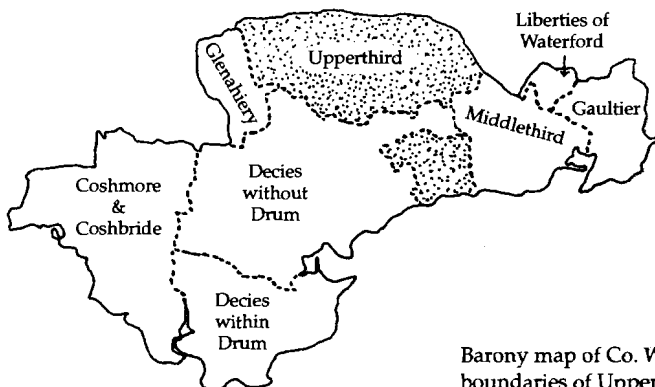 Liberties of
Waterford
Glenahiery
Upperthird
Gaultier
Middlethird
Coshmore
&
Coshbride
Decies
without
Drum
Decies
within
Drum
Barony map of Co. W
boundaries of Upper